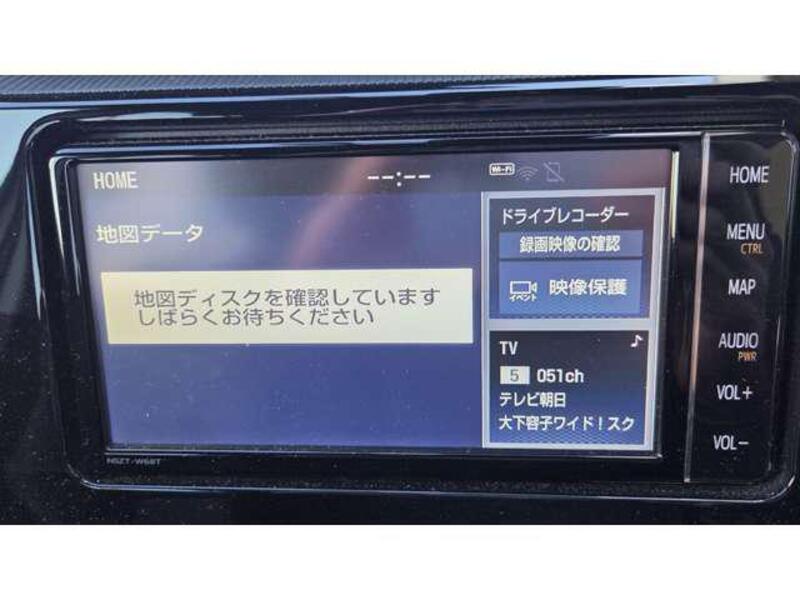 HOME
--:--
Wi-Fi
地図データ
地図ディスクを確認しています
しばらくお待ちください
ドライブレコーダー
録画映像の確認
イベント
映像保護
TV
5 051ch
テレビ朝日
大下容子ワイド!スク
NSZT-W68T
HOME
MENU
CTRL
MAP
AUDIO
PWR
VOL+
VOL-